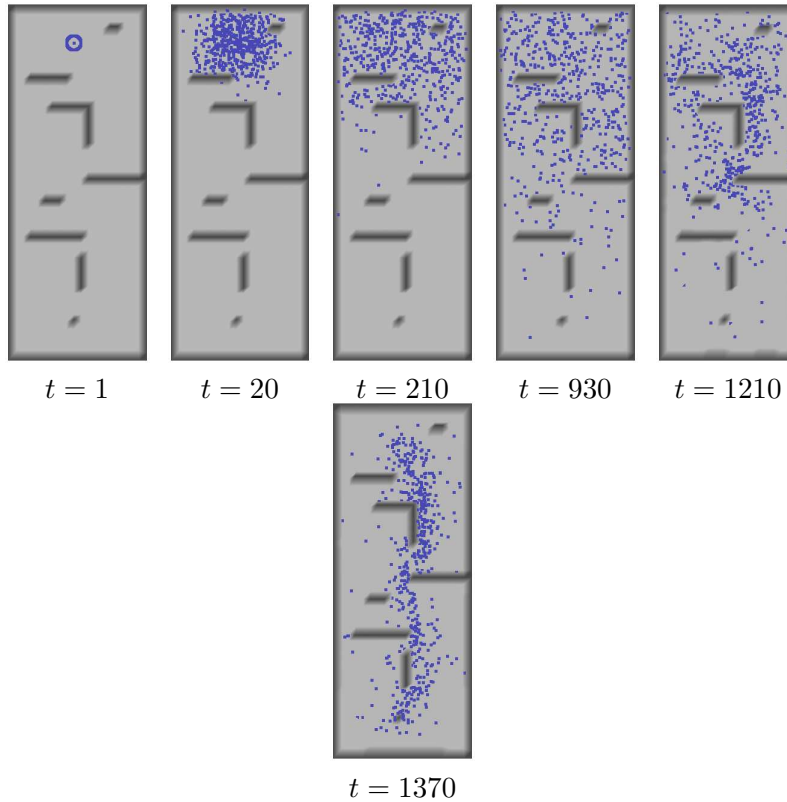 t = 1
t = 20
t = 210
t = 930
t = 1210
t = 1370